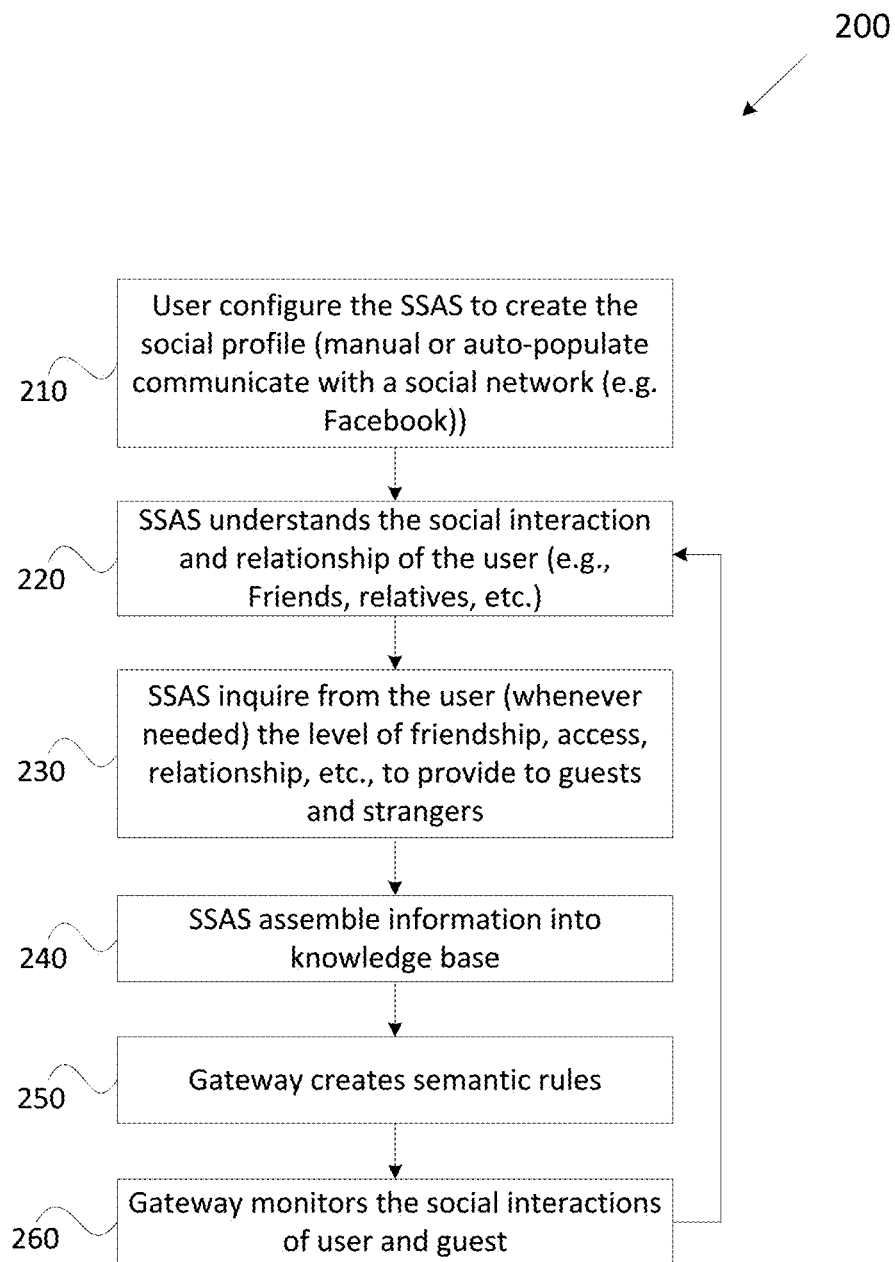 200
User configure the SSAS to create the
social profile (manual or auto-populate
communicate with a social network (e.g.
Facebook))
210
SSAS understands the social interaction
and relationship of the user (e.g.,
Friends, relatives, etc.)
220
SSAS inquire from the user (whenever
needed) the level of friendship, access,
relationship, etc., to provide to guests
and strangers
230
SSAS assemble information into
knowledge base
240
Gateway creates semantic rules
250
Gateway monitors the social interactions
of user and guest
260